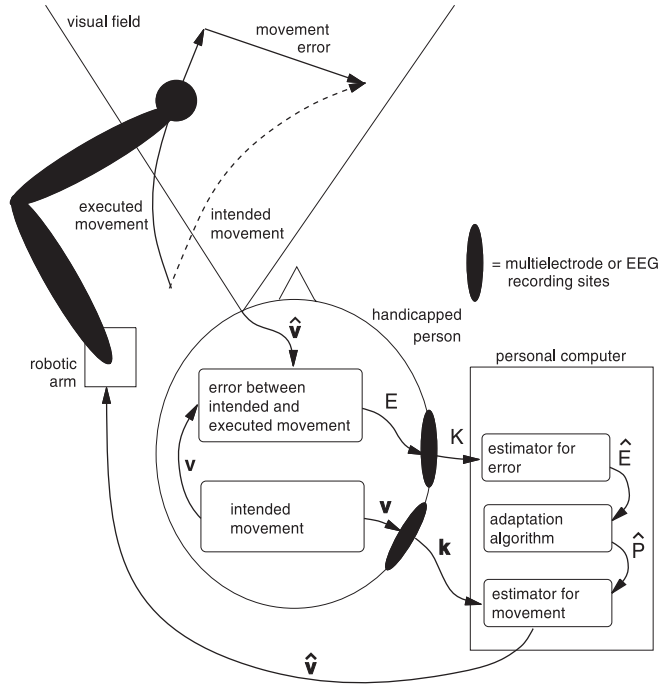 visual field
movement
error
executed
movement
intended
movement
= multielectrode or EEG
recording sites
handicapped
person
robotic
arm
v̂
personal computer
error between
intended and
executed movement
E
K
estimator for
error
Ê
v
intended
movement
v
k
adaptation
algorithm
P̂
estimator for
movement
v̂